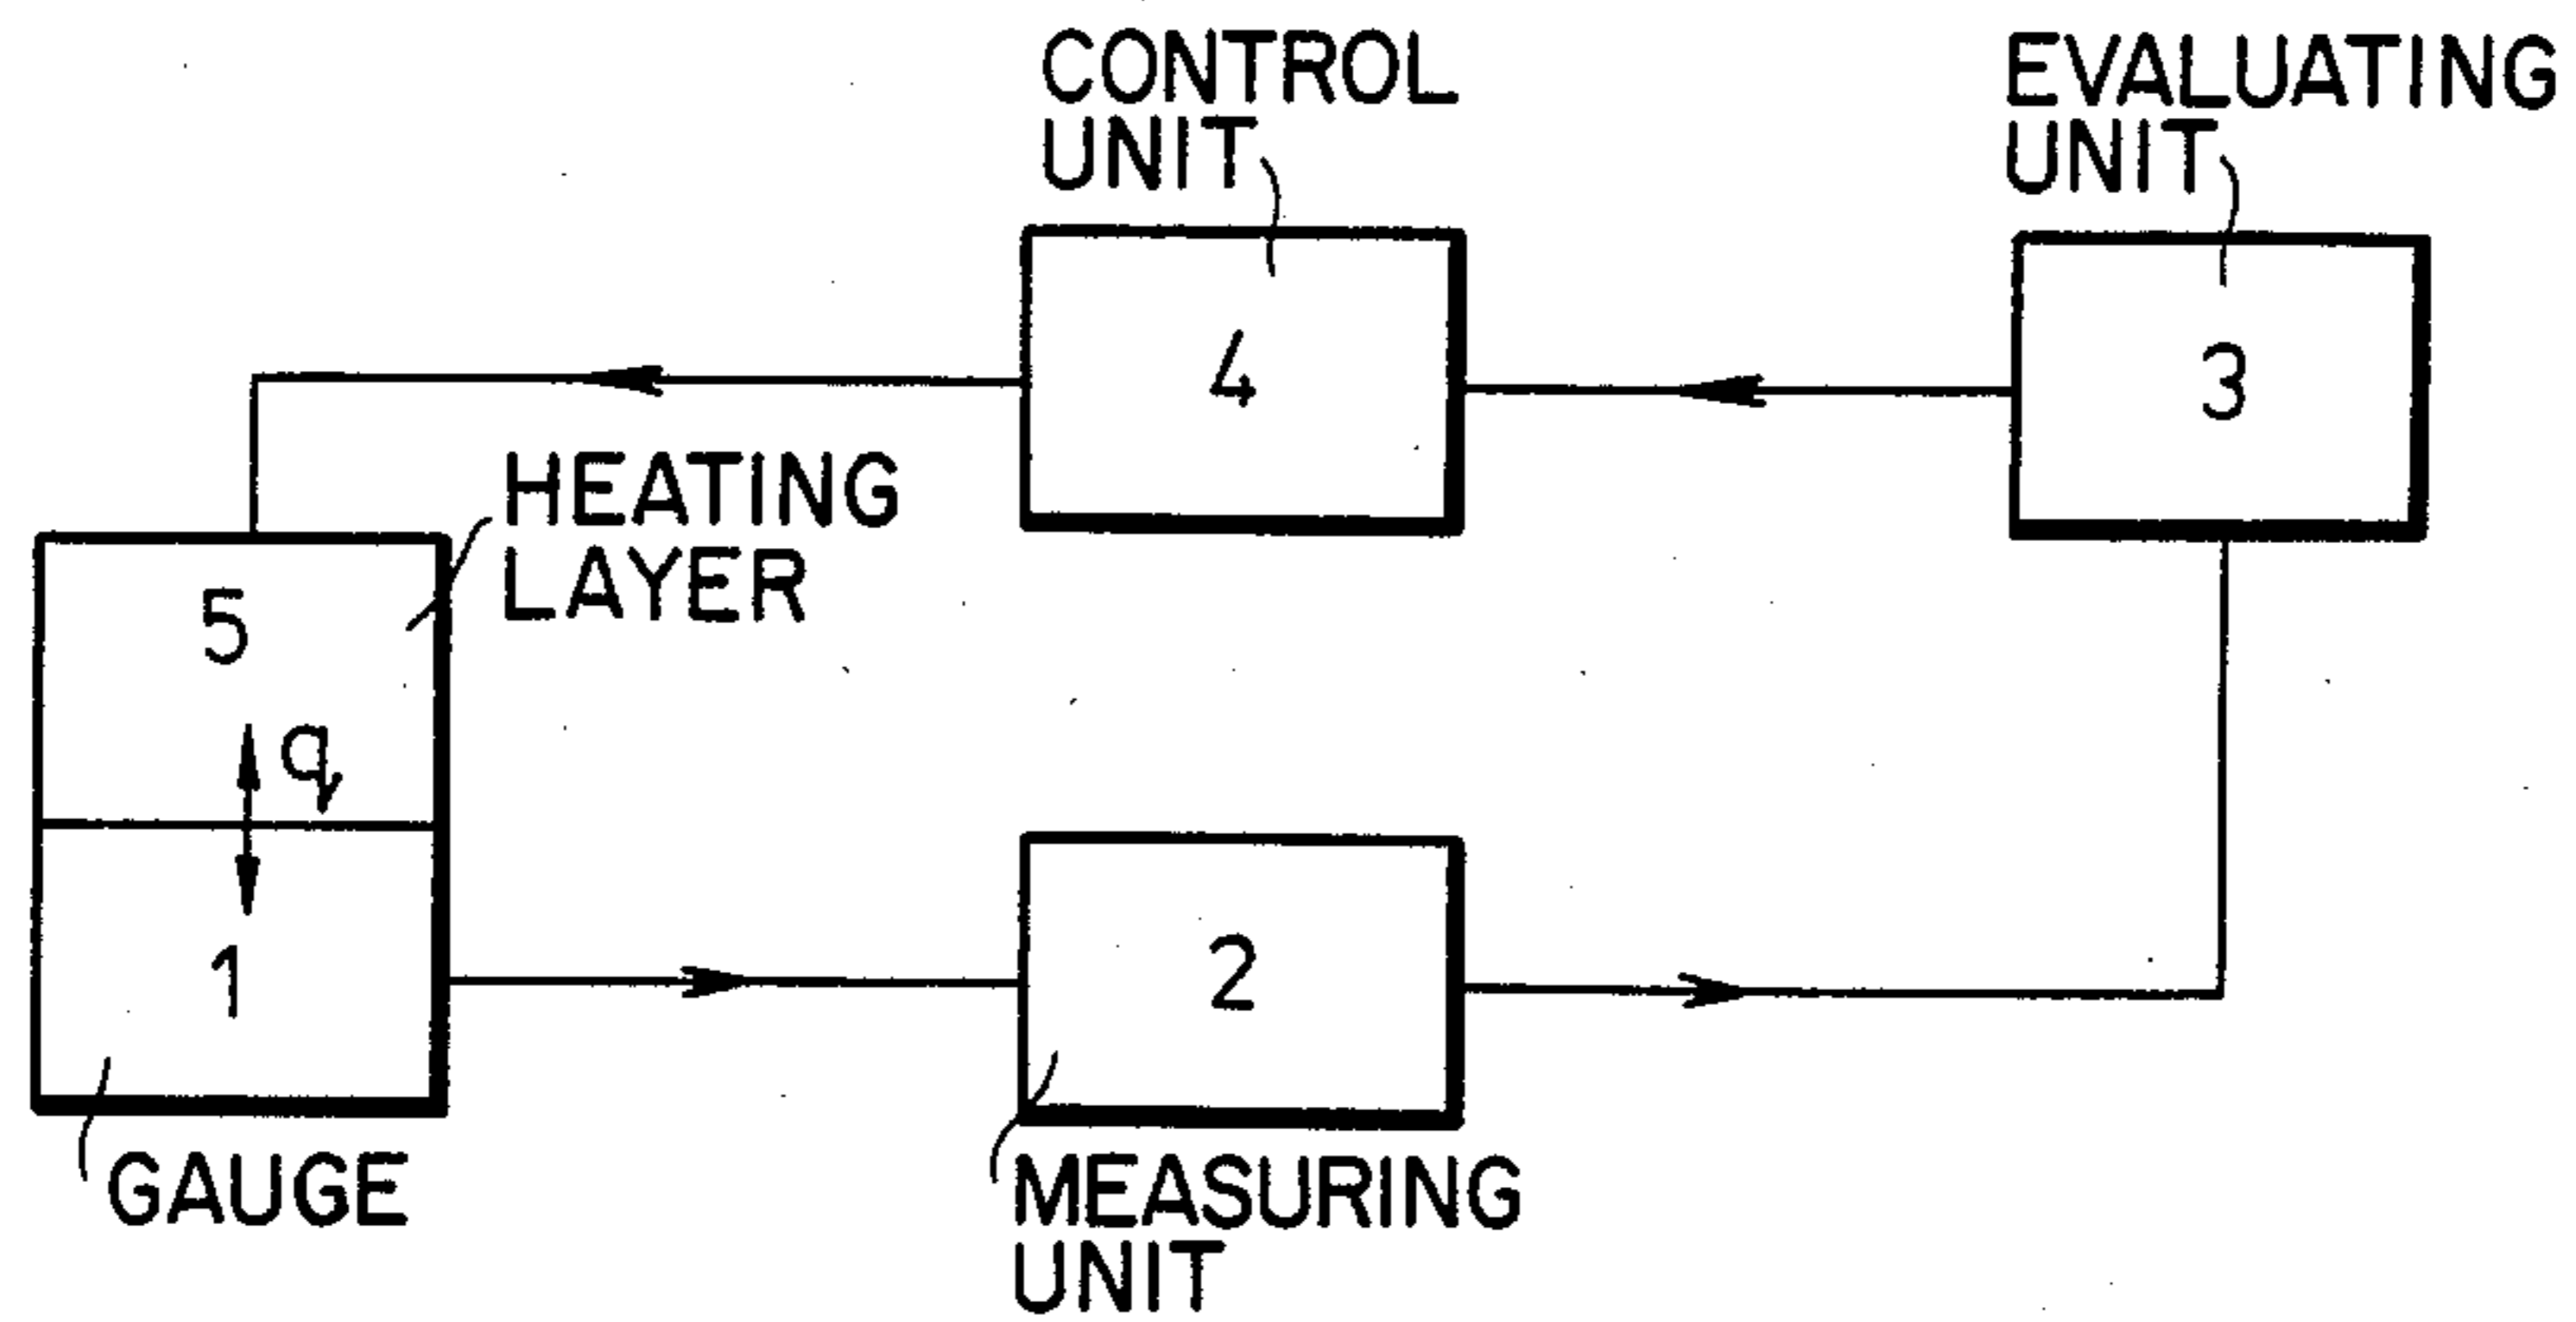 CONTROL
UNIT
EVALUATING
UNIT
4
3
HEATING
LAYER
5
q
1
2
GAUGE
MEASURING
UNIT